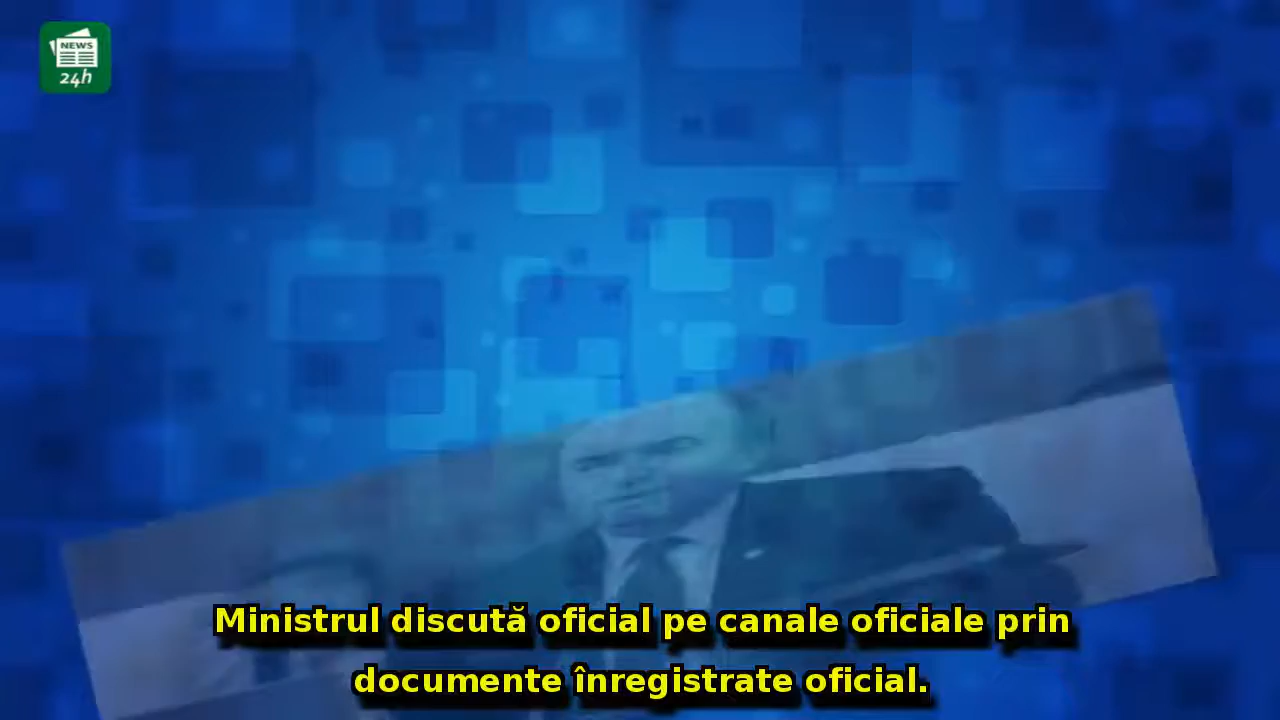 NEWS
24h
Ministrul discută oficial pe canale oficiale prin
documente înregistrate oficial.